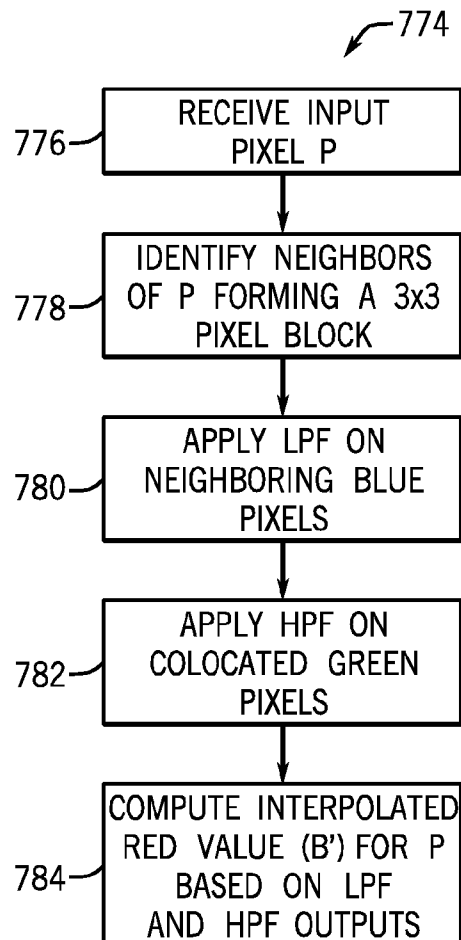 774
776
RECEIVE INPUT
PIXEL P
778
IDENTIFY NEIGHBORS
OF P FORMING A 3x3
PIXEL BLOCK
780
APPLY LPF ON
NEIGHBORING BLUE
PIXELS
782
APPLY HPF ON
COLOCATED GREEN
PIXELS
784
COMPUTE INTERPOLATED
RED VALUE (B') FOR P
BASED ON LPF
AND HPF OUTPUTS